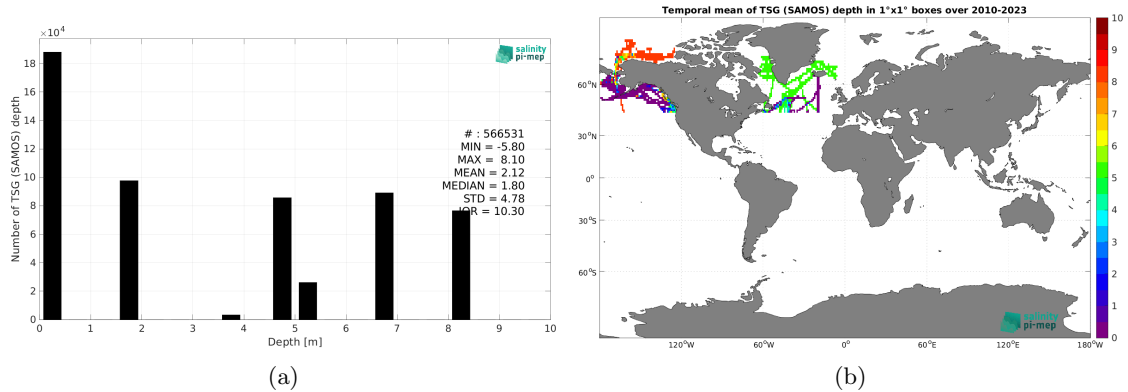 ×10⁴
18
16
14
12
10
8
6
4
2
0
Number of TSG (SAMOS) depth
salinity
pi-mep
# : 566531
MIN = -5.80
MAX = 8.10
MEAN = 2.12
MEDIAN = 1.80
STD = 4.78
IQR = 10.30
0 1 2 3 4 5 6 7 8 9 10
Depth [m]
(a)
Temporal mean of TSG (SAMOS) depth in 1°x1° boxes over 2010-2023
60°N
30°N
0°
30°S
60°S
120°W 60°W 0° 60°E 120°E 180°W
salinity
pi-mep
10
9
8
7
6
5
4
3
2
1
0
(b)